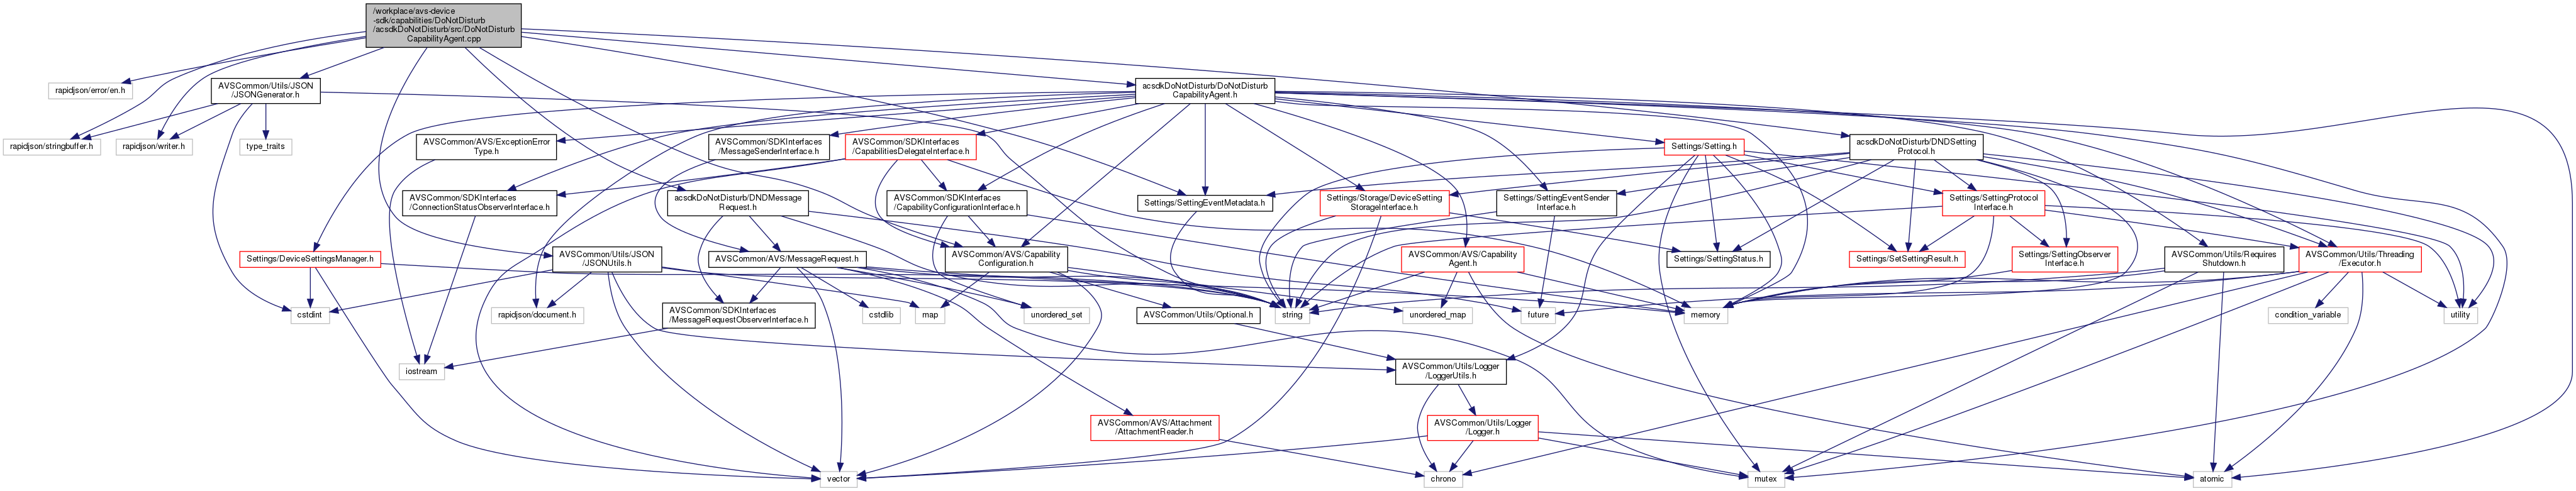 /workplace/avs-device
-sdk/capabilities/DoNotDisturb
/acsdkDoNotDisturb/src/DoNotDisturb
CapabilityAgent.cpp
rapidjson/error/en.h
AVSCommon/Utils/JSON
/JSONGenerator.h
acsdkDoNotDisturb/DoNotDisturb
CapabilityAgent.h
rapidjson/stringbuffer.h
rapidjson/writer.h
type_traits
AVSCommon/AVS/ExceptionError
Type.h
AVSCommon/SDKInterfaces
/MessageSenderInterface.h
AVSCommon/SDKInterfaces
/CapabilitiesDelegateInterface.h
Settings/Setting.h
acsdkDoNotDisturb/DNDSetting
Protocol.h
AVSCommon/SDKInterfaces
/ConnectionStatusObserverInterface.h
acsdkDoNotDisturb/DNDMessage
Request.h
AVSCommon/SDKInterfaces
/CapabilityConfigurationInterface.h
Settings/SettingEventMetadata.h
Settings/Storage/DeviceSetting
StorageInterface.h
Settings/SettingEventSender
Interface.h
Settings/SettingProtocol
Interface.h
Settings/DeviceSettingsManager.h
AVSCommon/Utils/JSON
/JSONUtils.h
AVSCommon/AVS/MessageRequest.h
AVSCommon/AVS/Capability
Configuration.h
AVSCommon/AVS/Capability
Agent.h
Settings/SettingStatus.h
Settings/SetSettingResult.h
Settings/SettingObserver
Interface.h
AVSCommon/Utils/Requires
Shutdown.h
AVSCommon/Utils/Threading
/Executor.h
cstdint
rapidjson/document.h
AVSCommon/SDKInterfaces
/MessageRequestObserverInterface.h
cstdlib
map
unordered_set
AVSCommon/Utils/Optional.h
string
unordered_map
future
memory
condition_variable
utility
iostream
AVSCommon/Utils/Logger
/LoggerUtils.h
AVSCommon/AVS/Attachment
/AttachmentReader.h
AVSCommon/Utils/Logger
/Logger.h
vector
chrono
mutex
atomic